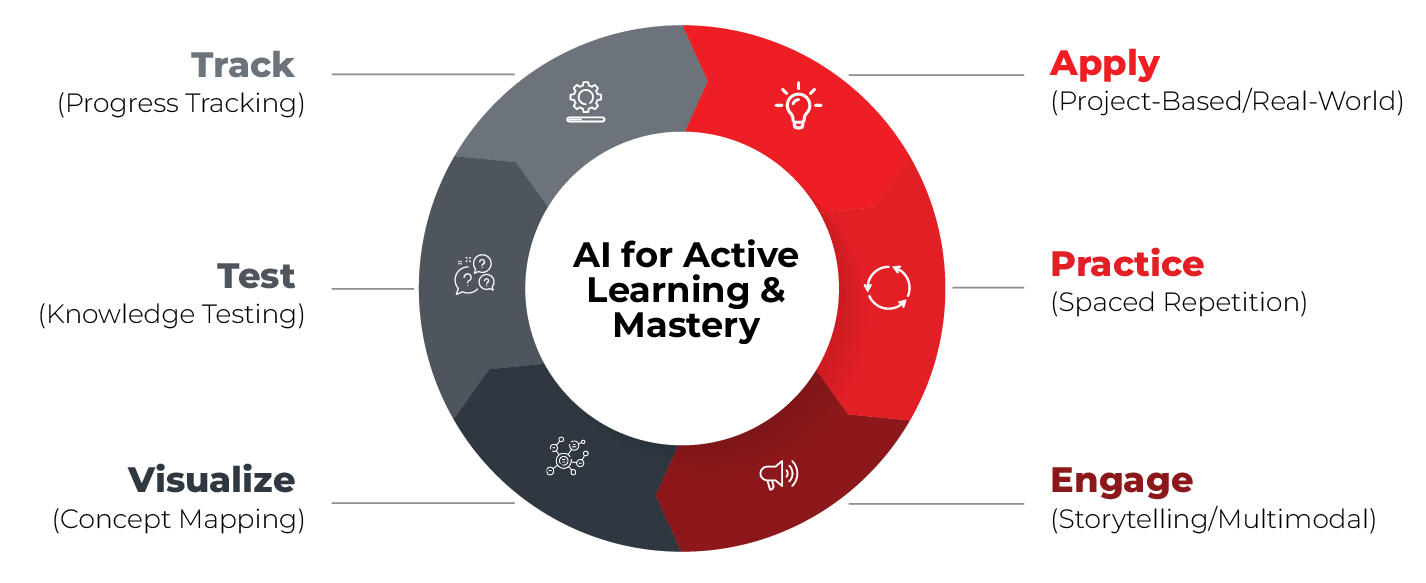 Track
(Progress Tracking)
Apply
(Project-Based/Real-World)
Test
(Knowledge Testing)
AI for Active
Learning &
Mastery
Practice
(Spaced Repetition)
Visualize
(Concept Mapping)
Engage
(Storytelling/Multimodal)